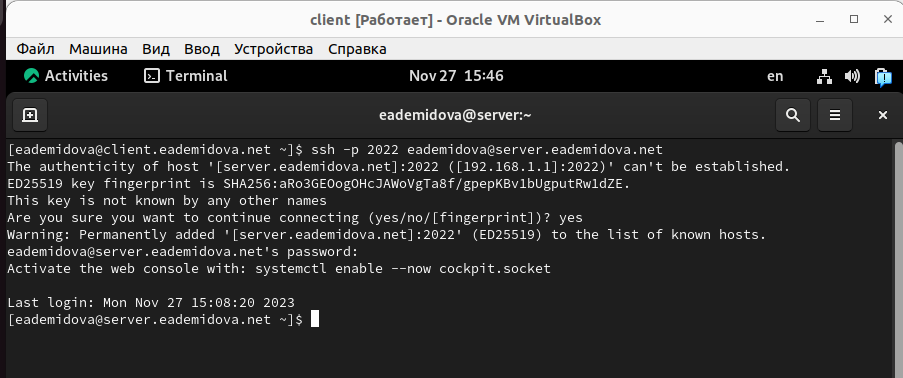 client [Работает] - Oracle VM VirtualBox
Файл Машина Вид Ввод Устройства Справка
Activities Terminal Nov 27 15:46 en
eademidova@server:~
[eademidova@client.eademidova.net ~]$ ssh -p 2022 eademidova@server.eademidova.net
The authenticity of host '[server.eademidova.net]:2022 ([192.168.1.1]:2022)' can't be established.
ED25519 key fingerprint is SHA256:aRo3GEOogOHcJAWoVgTa8f/gpepKBv1bUgputRw1dZE.
This key is not known by any other names
Are you sure you want to continue connecting (yes/no/[fingerprint])? yes
Warning: Permanently added '[server.eademidova.net]:2022' (ED25519) to the list of known hosts.
eademidova@server.eademidova.net's password:
Activate the web console with: systemctl enable --now cockpit.socket
Last login: Mon Nov 27 15:08:20 2023
[eademidova@server.eademidova.net ~]$